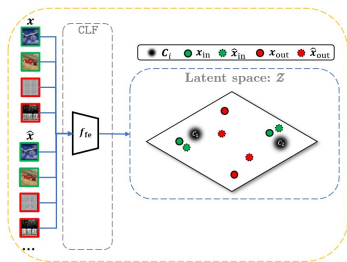 x
CLF
C_i x_in x̂_in x_out x̂_out
Latent space: Z
x̂
f_fe
C_1
C_2
...